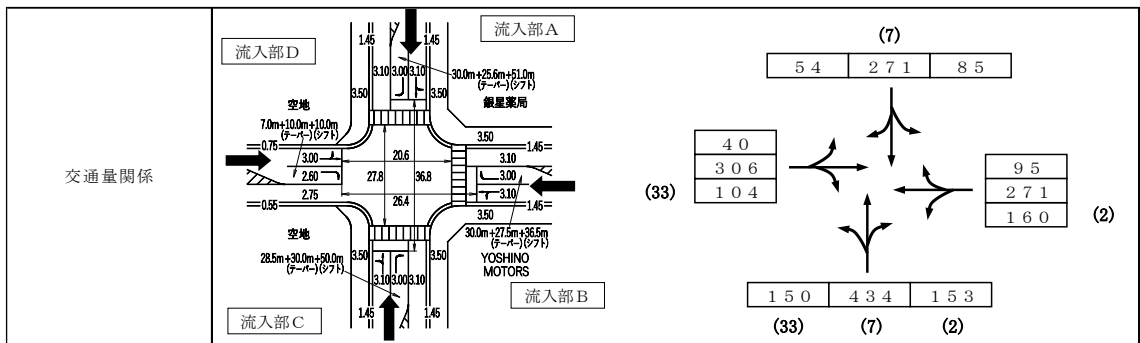 交通量関係
流入部D
流入部A
1.45
1.45
3.10
3.00
3.10
30.0m+25.6m+51.0m
(テーパー)(シフト)
3.50
3.50
空地
銀星薬局
7.0m+10.0m+10.0m
(テーパー)(シフト)
3.50
0.75
1.45
3.00
20.6
3.10
2.60
27.8
36.8
3.00
2.75
26.4
3.10
0.55
3.50
1.45
空地
30.0m+27.5m+36.5m
(テーパー)(シフト)
28.5m+30.0m+50.0m
(テーパー)(シフト)
3.50
3.50
3.10
3.00
3.10
YOSHINO
MOTORS
1.45
1.45
流入部C
流入部B
(7)
54 271 85
40
306
104
(33)
95
271
160
(2)
150 434 153
(33) (7) (2)